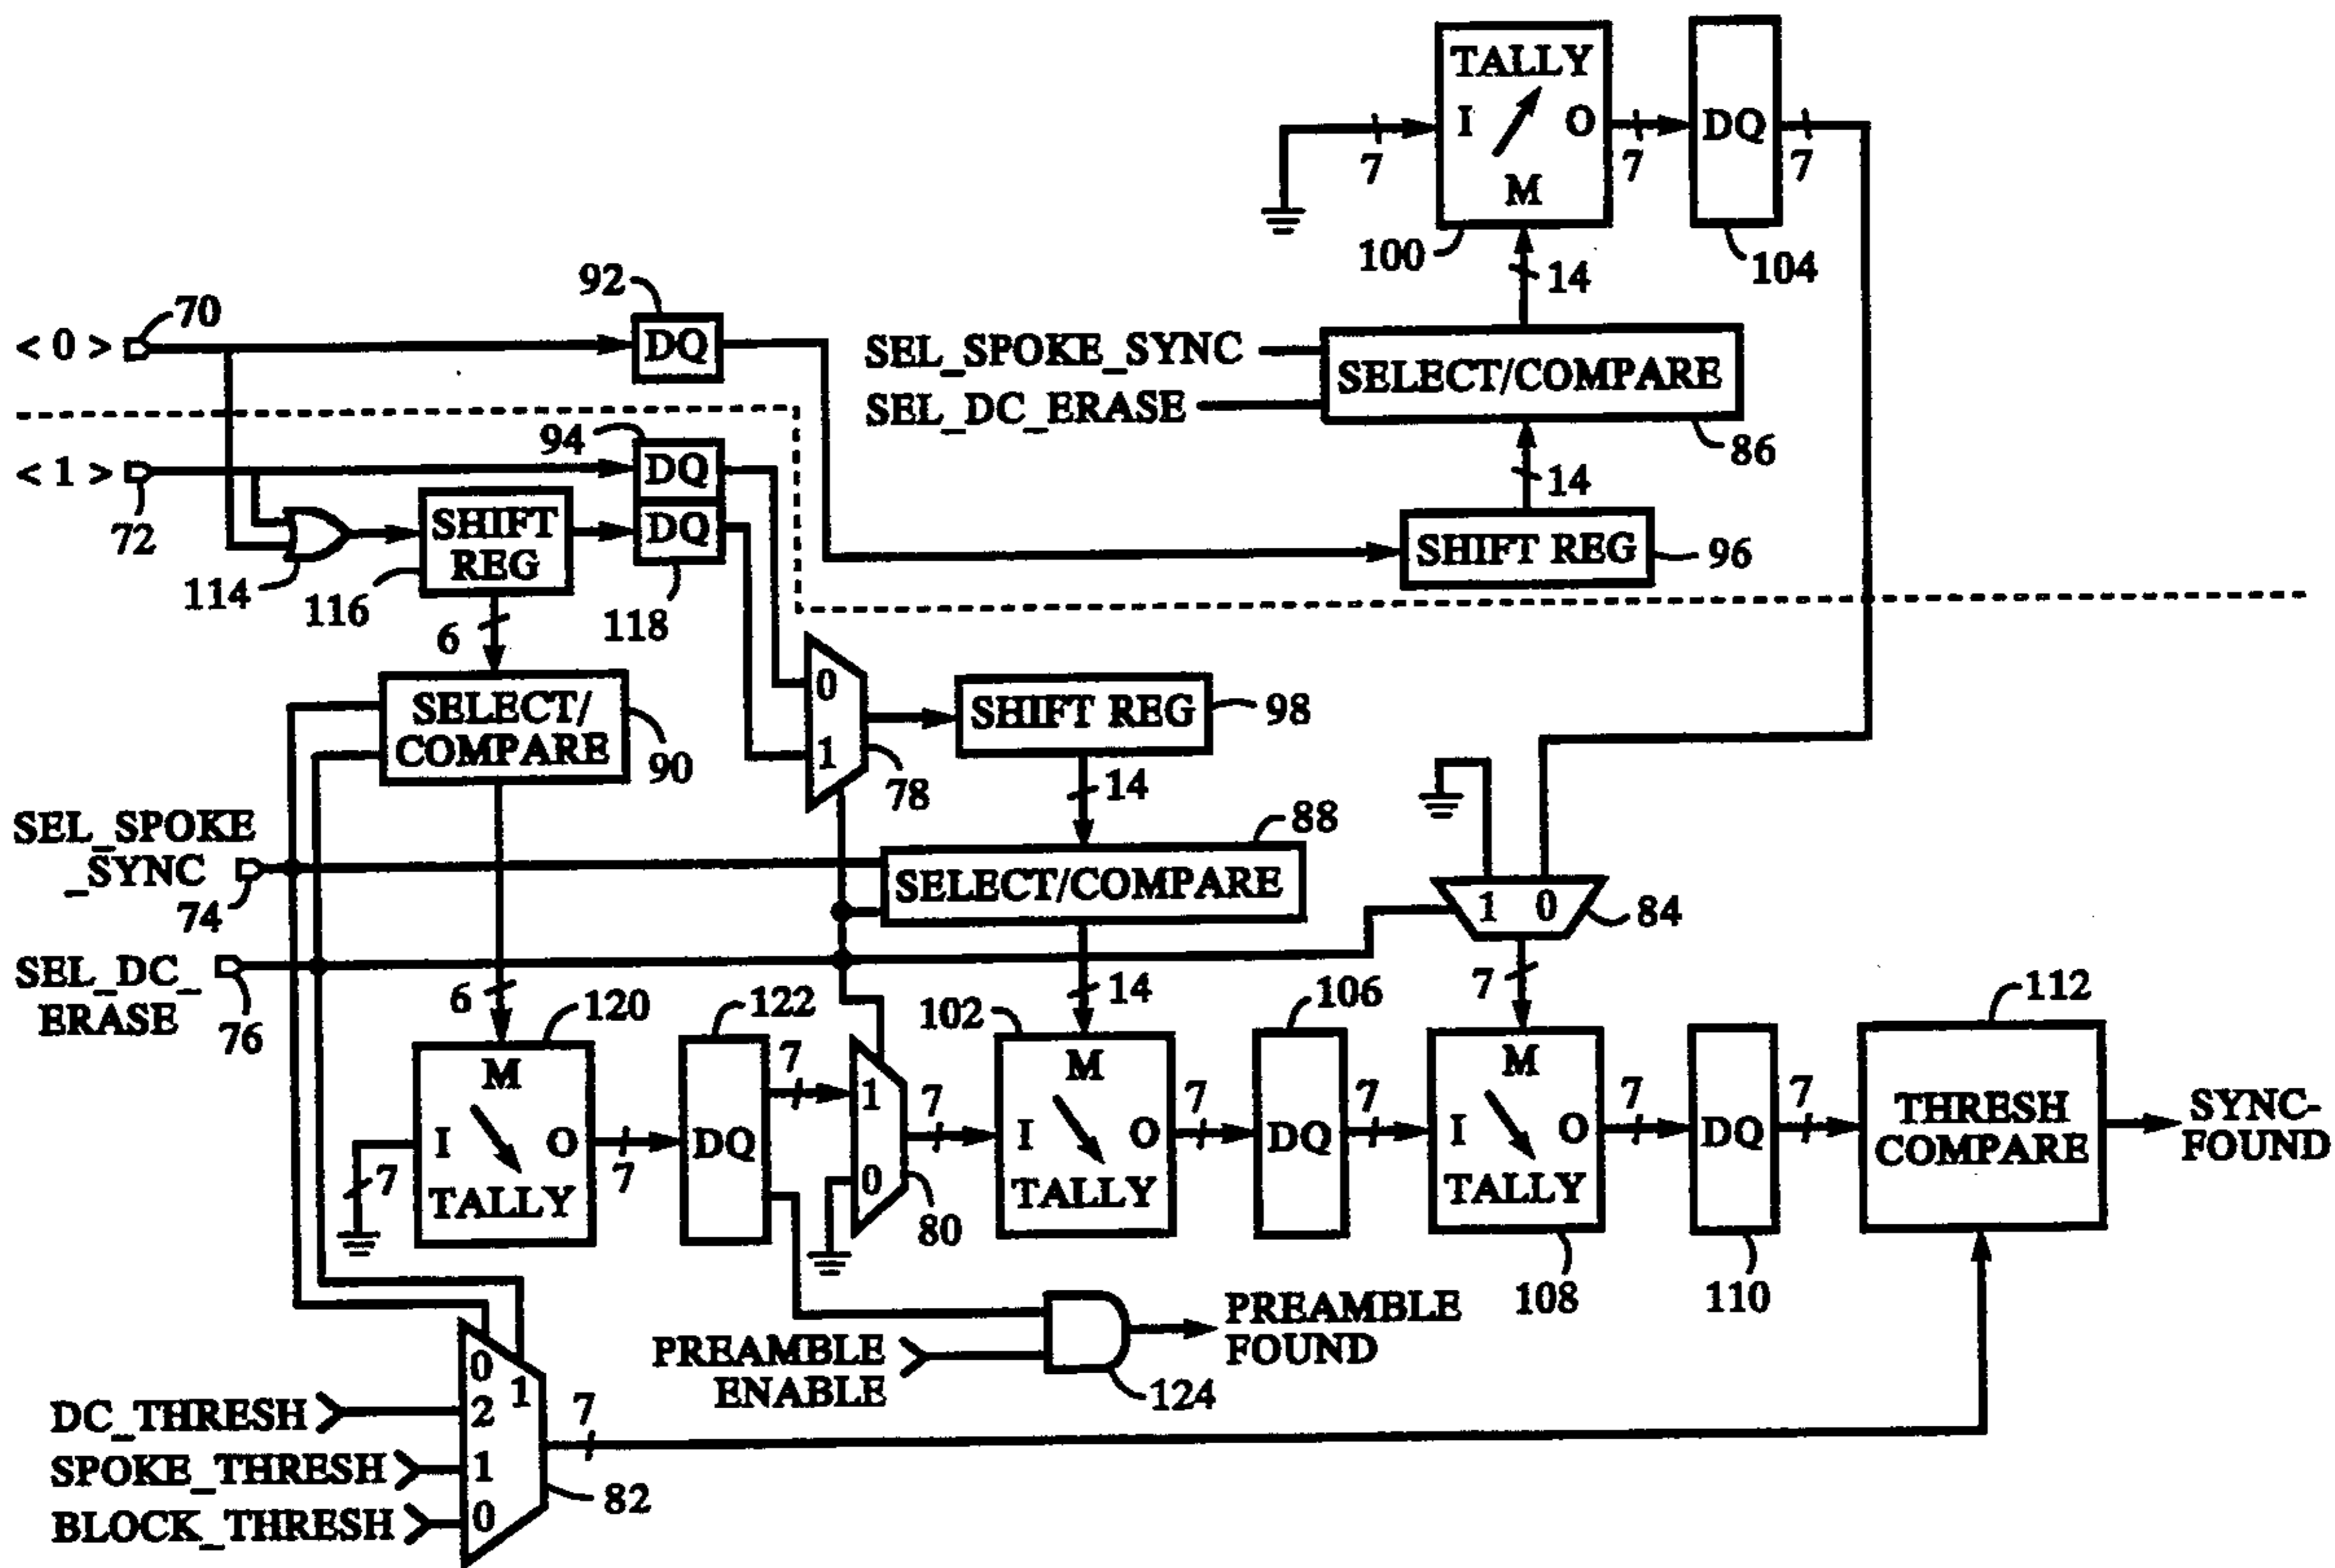 TALLY
I
O
M
7
7
DQ
7
100
104
14
92
70
< 0 >
DQ
SEL_SPOKE_SYNC
SEL_DC_ERASE
SELECT/COMPARE
86
14
94
< 1 >
DQ
72
SHIFT
REG
DQ
SHIFT REG
96
114
116
118
6
0
1
78
SHIFT REG
98
SELECT/
COMPARE
90
14
88
SEL_SPOKE
_SYNC
74
SELECT/COMPARE
1 0
84
SEL_DC_
ERASE
76
6
120
122
102
14
106
7
112
M
I
O
TALLY
7
7
DQ
7
1
0
80
7
M
I
O
TALLY
7
DQ
7
M
I
O
TALLY
108
7
DQ
110
7
THRESH
COMPARE
SYNC-
FOUND
PREAMBLE
ENABLE
124
PREAMBLE
FOUND
0
1
2
1
0
DC_THRESH
SPOKE_THRESH
BLOCK_THRESH
7
82